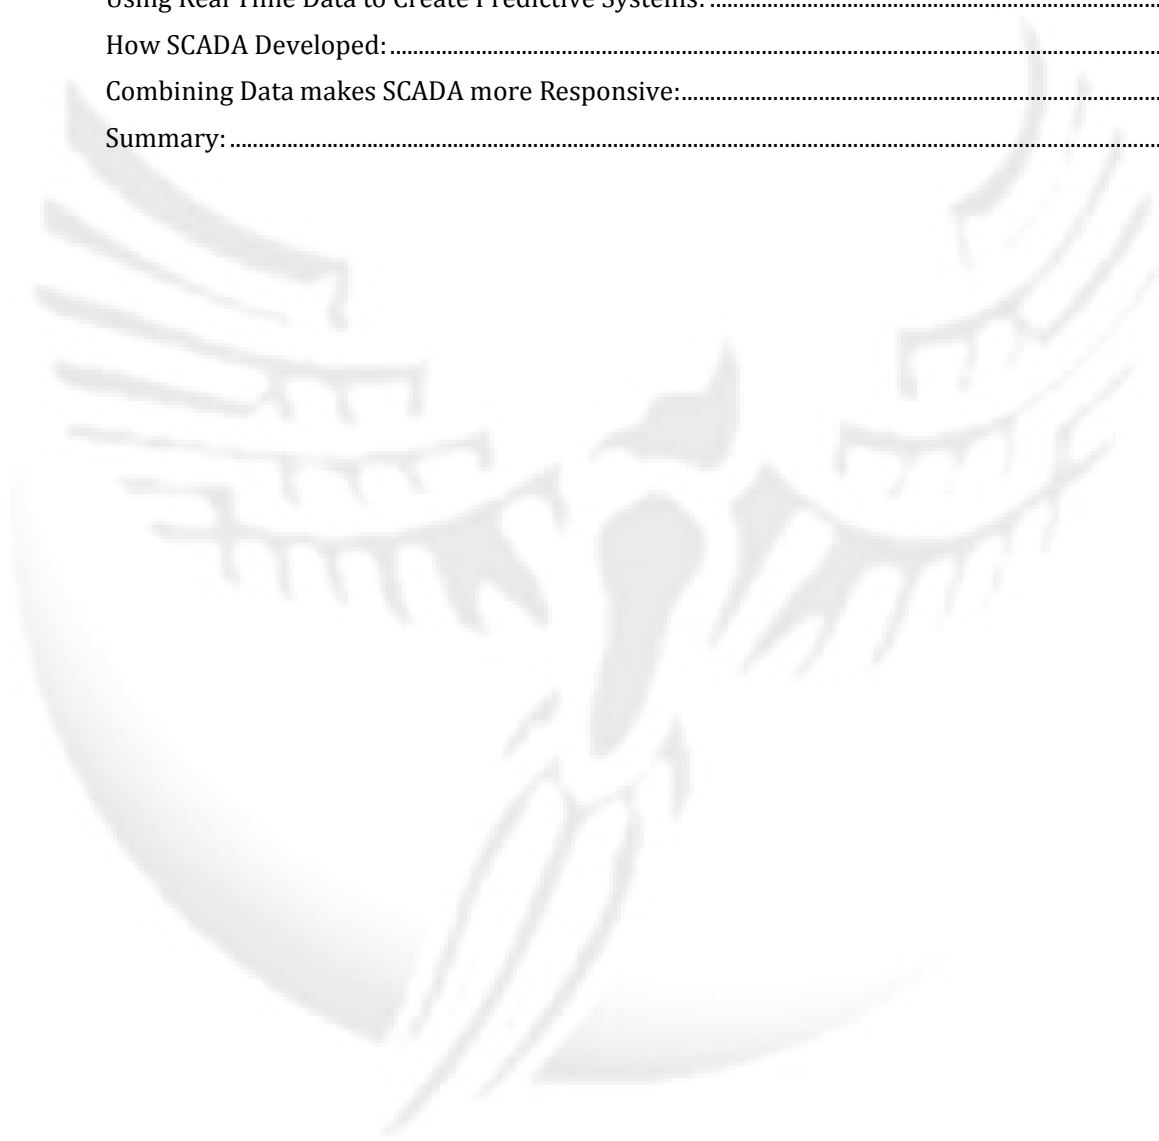 Using Real Time Data to Create Predictive Systems:
How SCADA Developed:
Combining Data makes SCADA more Responsive:
Summary: